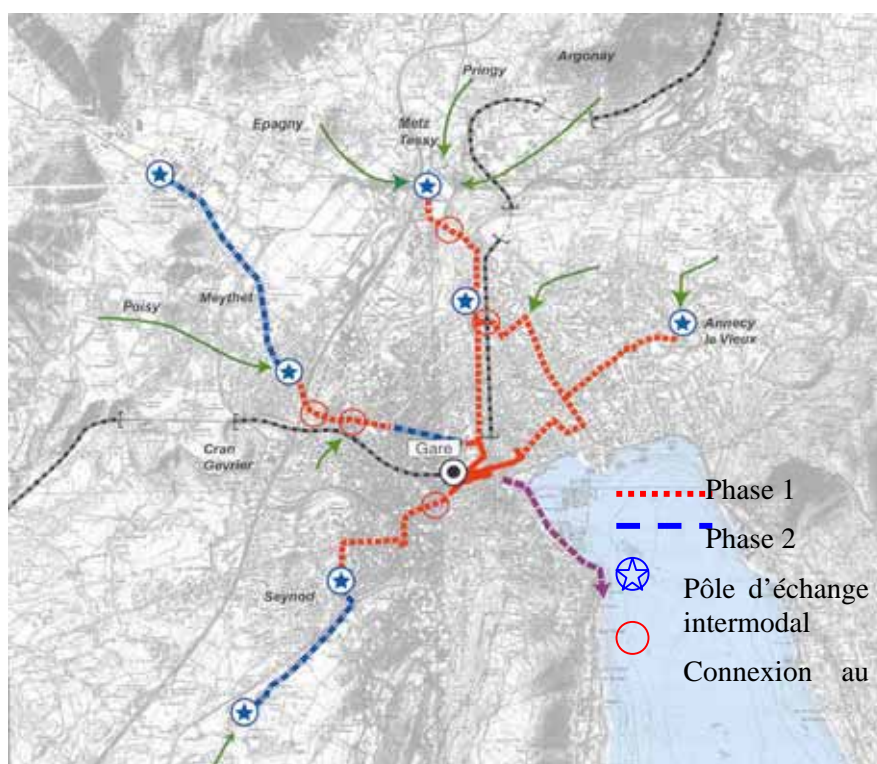 Argonay
Pringy
Epagny
Metz
Tessy
Meythet
Poisy
Annecy
le Vieux
Cran
Gevrier
Gare
Seynod
Phase 1
Phase 2
Pôle d'échange
intermodal
Connexion au